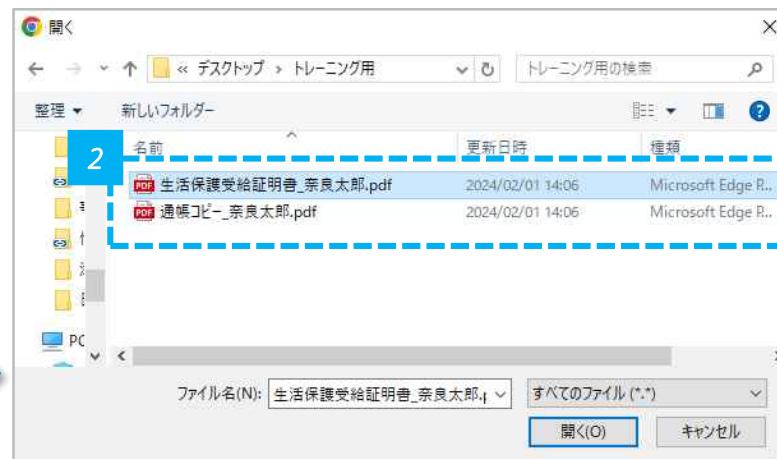 開く
« デスクトップ › トレーニング用
トレーニング用の検索
整理
新しいフォルダー
2
名前
更新日時
種類
PDF 生活保護受給証明書_奈良太郎.pdf
2024/02/01 14:06
Microsoft Edge P...
PDF 通帳コピー_奈良太郎.pdf
2024/02/01 14:06
Microsoft Edge P...
PC
ファイル名(N):
生活保護受給証明書_奈良太郎.
すべてのファイル (*.*)
開く(O)
キャンセル